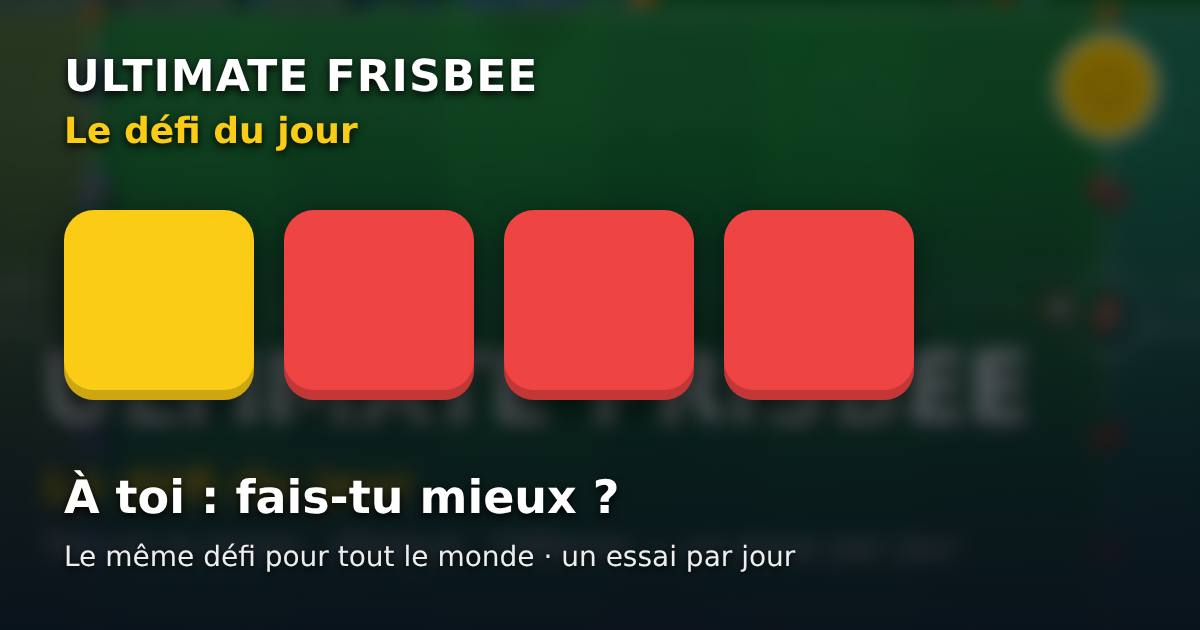 ULTIMATE FRISBEE
Le défi du jour
À toi : fais-tu mieux ?
Le même défi pour tout le monde · un essai par jour